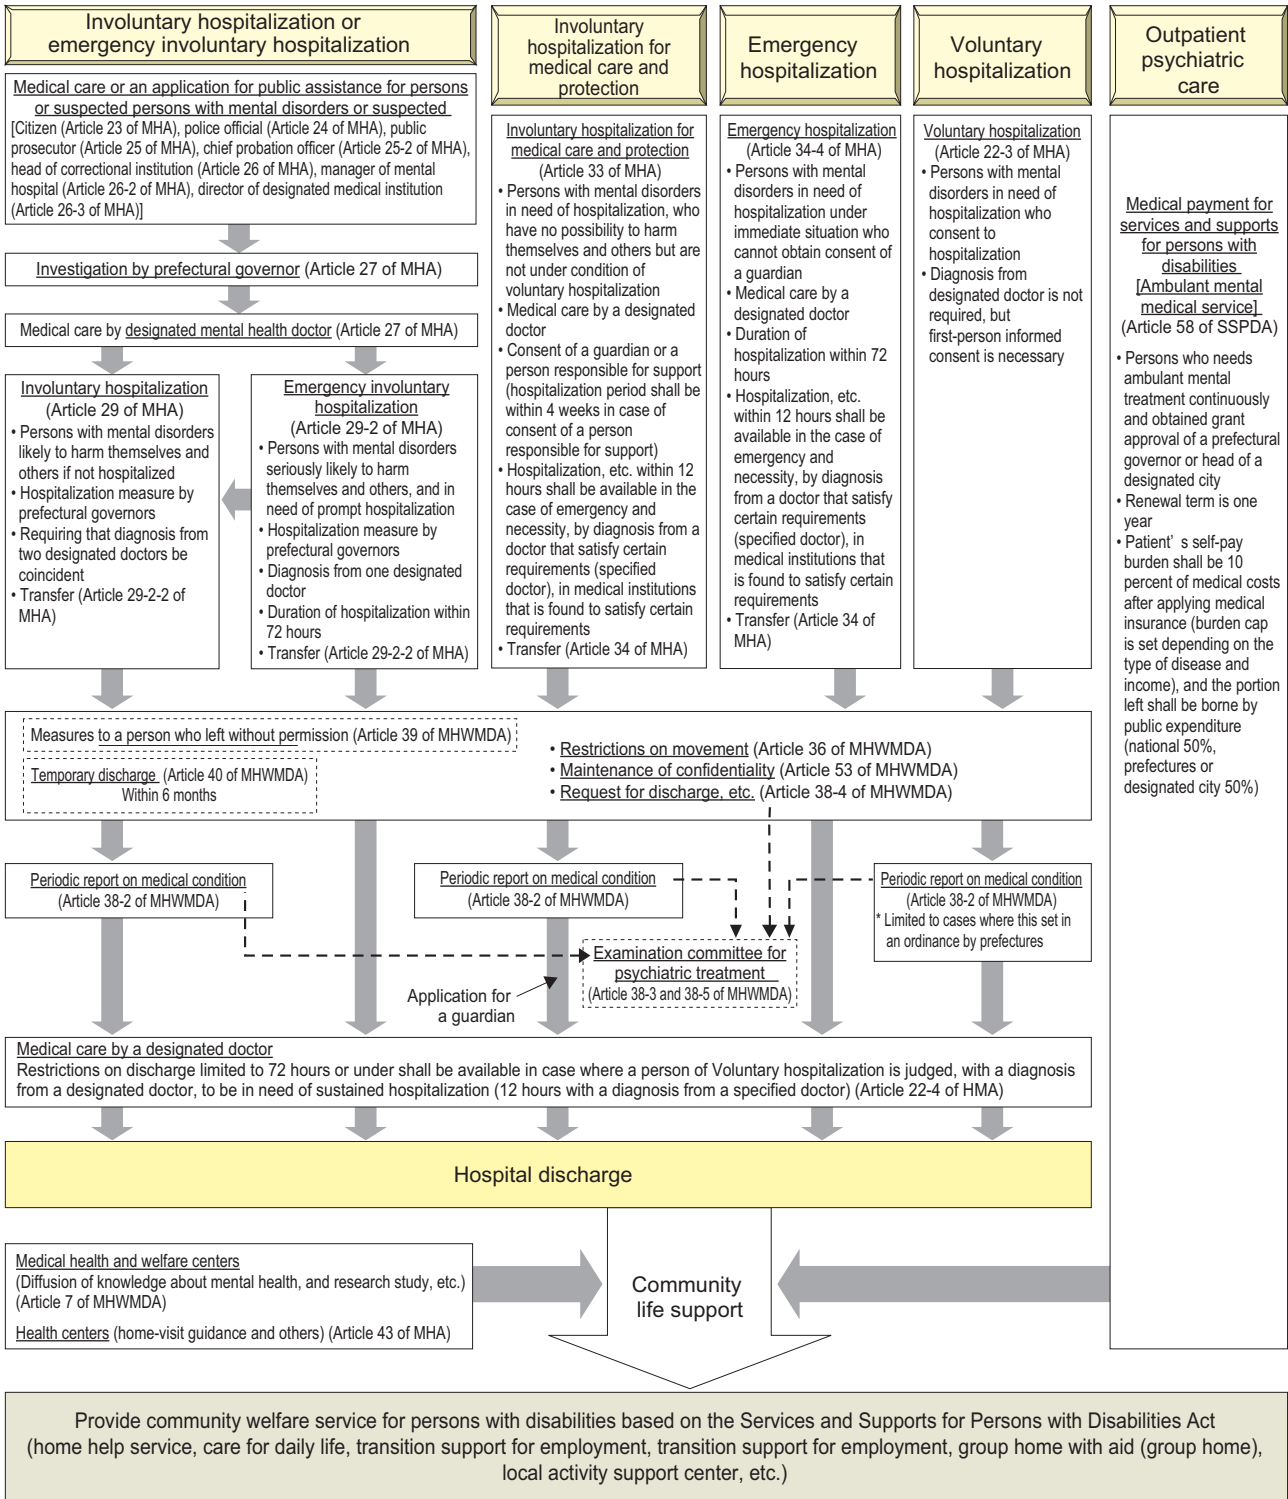 Involuntary hospitalization or
emergency involuntary hospitalization
Medical care or an application for public assistance for persons
or suspected persons with mental disorders or suspected
[Citizen (Article 23 of MHA), police official (Article 24 of MHA), public
prosecutor (Article 25 of MHA), chief probation officer (Article 25-2 of MHA),
head of correctional institution (Article 26 of MHA), manager of mental
hospital (Article 26-2 of MHA), director of designated medical institution
(Article 26-3 of MHA)]
Investigation by prefectural governor (Article 27 of MHA)
Medical care by designated mental health doctor (Article 27 of MHA)
Involuntary hospitalization
(Article 29 of MHA)
• Persons with mental disorders
likely to harm themselves and
others if not hospitalized
• Hospitalization measure by
prefectural governors
• Requiring that diagnosis from
two designated doctors be
coincident
• Transfer (Article 29-2-2 of
MHA)
Emergency involuntary
hospitalization
(Article 29-2 of MHA)
• Persons with mental disorders
seriously likely to harm
themselves and others, and in
need of prompt hospitalization
• Hospitalization measure by
prefectural governors
• Diagnosis from one designated
doctor
• Duration of hospitalization within
72 hours
• Transfer (Article 29-2-2 of MHA)
Involuntary
hospitalization for
medical care and
protection
Involuntary hospitalization for
medical care and protection
(Article 33 of MHA)
• Persons with mental disorders
in need of hospitalization, who
have no possibility to harm
themselves and others but are
not under condition of
voluntary hospitalization
• Medical care by a designated
doctor
• Consent of a guardian or a
person responsible for support
(hospitalization period shall be
within 4 weeks in case of
consent of a person
responsible for support)
• Hospitalization, etc. within 12
hours shall be available in the
case of emergency and
necessity, by diagnosis from a
doctor that satisfy certain
requirements (specified
doctor), in medical institutions
that is found to satisfy certain
requirements
• Transfer (Article 34 of MHA)
Emergency
hospitalization
Emergency hospitalization
(Article 34-4 of MHA)
• Persons with mental
disorders in need of
hospitalization under
immediate situation who
cannot obtain consent of
a guardian
• Medical care by a
designated doctor
• Duration of
hospitalization within 72
hours
• Hospitalization, etc.
within 12 hours shall be
available in the case of
emergency and
necessity, by diagnosis
from a doctor that satisfy
certain requirements
(specified doctor), in
medical institutions that
is found to satisfy certain
requirements
• Transfer (Article 34 of
MHA)
Voluntary
hospitalization
Voluntary hospitalization
(Article 22-3 of MHA)
• Persons with mental
disorders in need of
hospitalization who
consent to
hospitalization
• Diagnosis from
designated doctor is not
required, but
first-person informed
consent is necessary
Outpatient
psychiatric
care
Medical payment for
services and supports
for persons with
disabilities
[Ambulant mental
medical service]
(Article 58 of SSPDA)
• Persons who needs
ambulant mental
treatment continuously
and obtained grant
approval of a prefectural
governor or head of a
designated city
• Renewal term is one
year
• Patient' s self-pay
burden shall be 10
percent of medical costs
after applying medical
insurance (burden cap
is set depending on the
type of disease and
income), and the portion
left shall be borne by
public expenditure
(national 50%,
prefectures or
designated city 50%)
Measures to a person who left without permission (Article 39 of MHWMDA)
Temporary discharge (Article 40 of MHWMDA)
Within 6 months
• Restrictions on movement (Article 36 of MHWMDA)
• Maintenance of confidentiality (Article 53 of MHWMDA)
• Request for discharge, etc. (Article 38-4 of MHWMDA)
Periodic report on medical condition
(Article 38-2 of MHWMDA)
Periodic report on medical condition
(Article 38-2 of MHWMDA)
Periodic report on medical condition
(Article 38-2 of MHWMDA)
* Limited to cases where this set in
an ordinance by prefectures
Examination committee for
psychiatric treatment
(Article 38-3 and 38-5 of MHWMDA)
Application for
a guardian
Medical care by a designated doctor
Restrictions on discharge limited to 72 hours or under shall be available in case where a person of Voluntary hospitalization is judged, with a diagnosis
from a designated doctor, to be in need of sustained hospitalization (12 hours with a diagnosis from a specified doctor) (Article 22-4 of HMA)
Hospital discharge
Medical health and welfare centers
(Diffusion of knowledge about mental health, and research study, etc.)
(Article 7 of MHWMDA)
Health centers (home-visit guidance and others) (Article 43 of MHA)
Community
life support
Provide community welfare service for persons with disabilities based on the Services and Supports for Persons with Disabilities Act
(home help service, care for daily life, transition support for employment, transition support for employment, group home with aid (group home),
local activity support center, etc.)